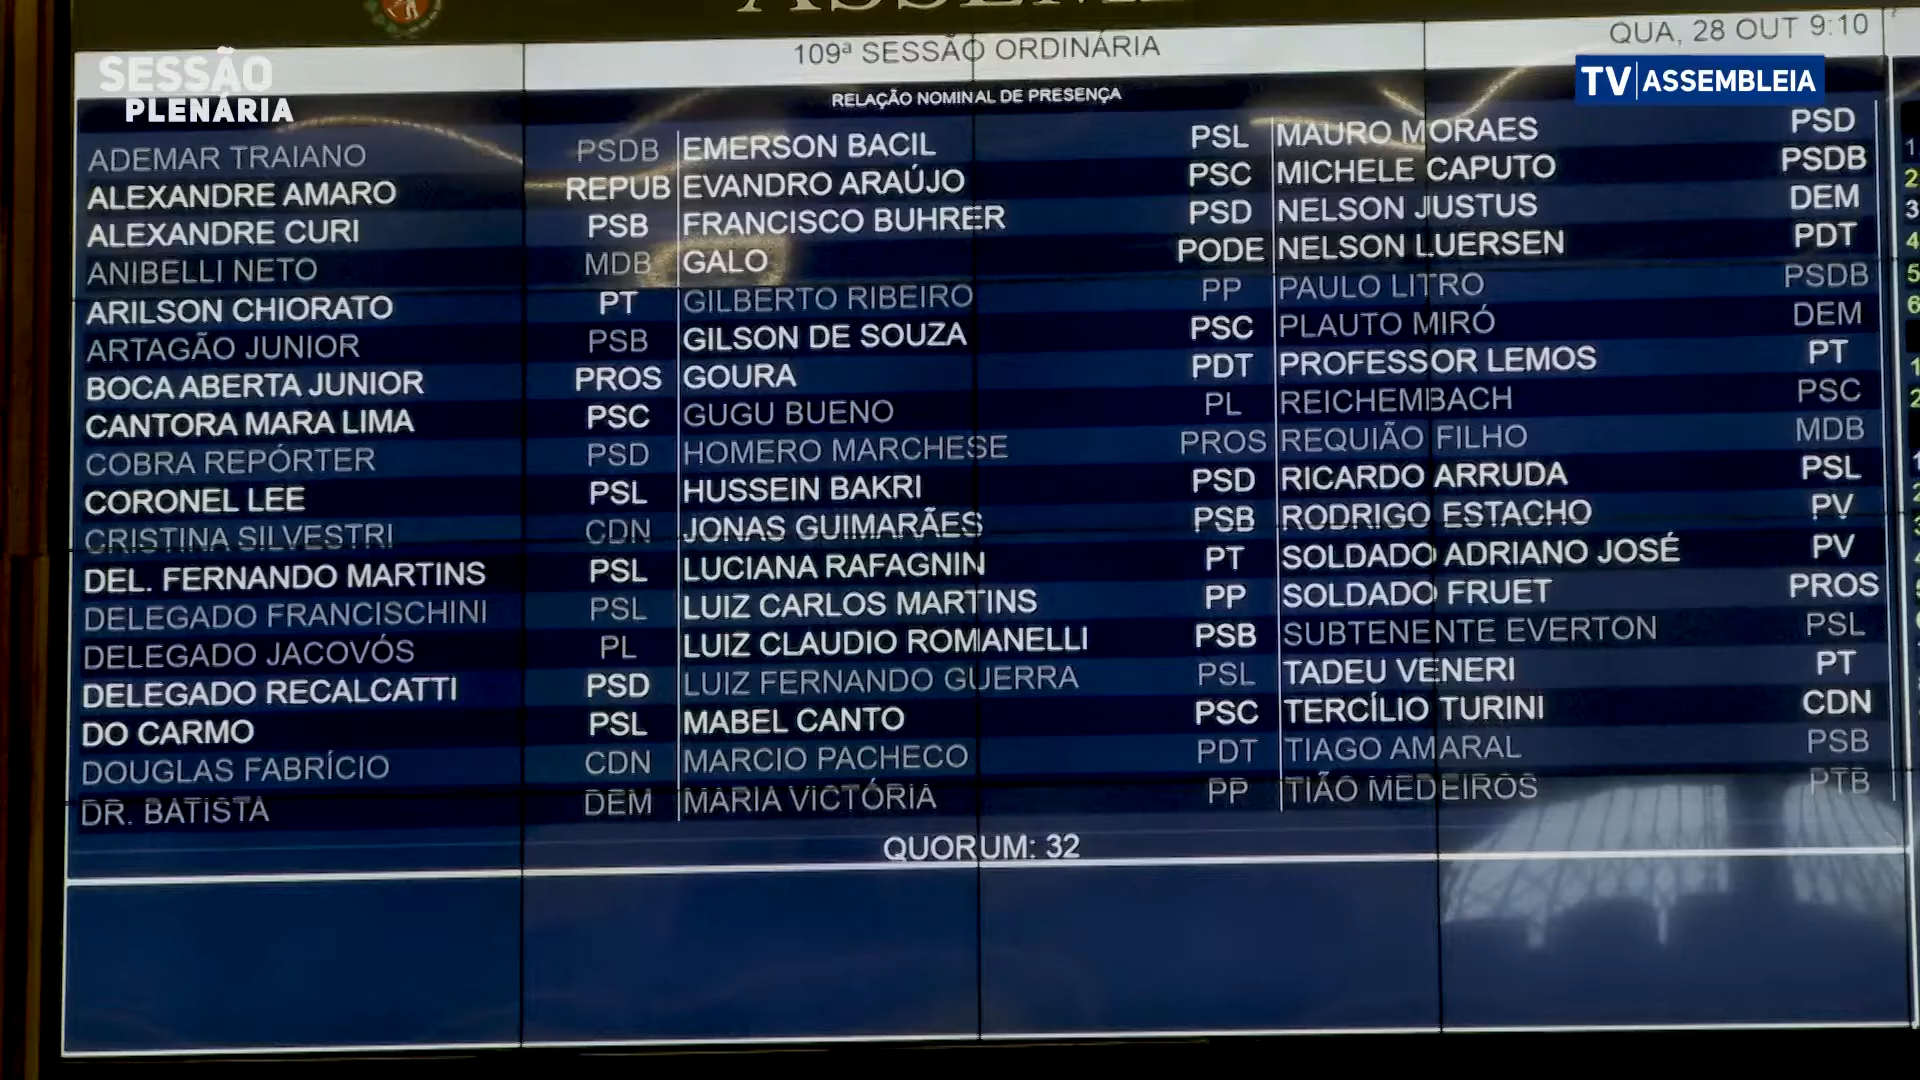 109ª SESSÃO ORDINÁRIA
QUA, 28 OUT 9:10
SESSÃO
PLENÁRIA
TV ASSEMBLEIA
RELAÇÃO NOMINAL DE PRESENÇA
ADEMAR TRAIANO PSDB
ALEXANDRE AMARO REPUB
ALEXANDRE CURI PSB
ANIBELLI NETO MDB
ARILSON CHIORATO PT
ARTAGÃO JUNIOR PSB
BOCA ABERTA JUNIOR PROS
CANTORA MARA LIMA PSC
COBRA REPÓRTER PSD
CORONEL LEE PSL
CRISTINA SILVESTRI CDN
DEL. FERNANDO MARTINS PSL
DELEGADO FRANCISCHINI PSL
DELEGADO JACOVÓS PL
DELEGADO RECALCATTI PSD
DO CARMO PSL
DOUGLAS FABRÍCIO CDN
DR. BATISTA DEM
EMERSON BACIL PSL
EVANDRO ARAÚJO PSC
FRANCISCO BUHRER PSD
GALO PODE
GILBERTO RIBEIRO PP
GILSON DE SOUZA PSC
GOURA PDT
GUGU BUENO PL
HOMERO MARCHESE PROS
HUSSEIN BAKRI PSD
JONAS GUIMARÃES PSB
LUCIANA RAFAGNIN PT
LUIZ CARLOS MARTINS PP
LUIZ CLAUDIO ROMANELLI PSB
LUIZ FERNANDO GUERRA PSL
MABEL CANTO PSC
MARCIO PACHECO PDT
MARIA VICTÓRIA PP
MAURO MORAES PSD
MICHELE CAPUTO PSDB
NELSON JUSTUS DEM
NELSON LUERSEN PDT
PAULO LITRO PSDB
PLAUTO MIRÓ DEM
PROFESSOR LEMOS PT
REICHEMBACH PSC
REQUIÃO FILHO MDB
RICARDO ARRUDA PSL
RODRIGO ESTACHO PV
SOLDADO ADRIANO JOSÉ PV
SOLDADO FRUET PROS
SUBTENENTE EVERTON PSL
TADEU VENERI PT
TERCÍLIO TURINI CDN
TIAGO AMARAL PSB
TIÃO MEDEIROS PTB
QUORUM: 32